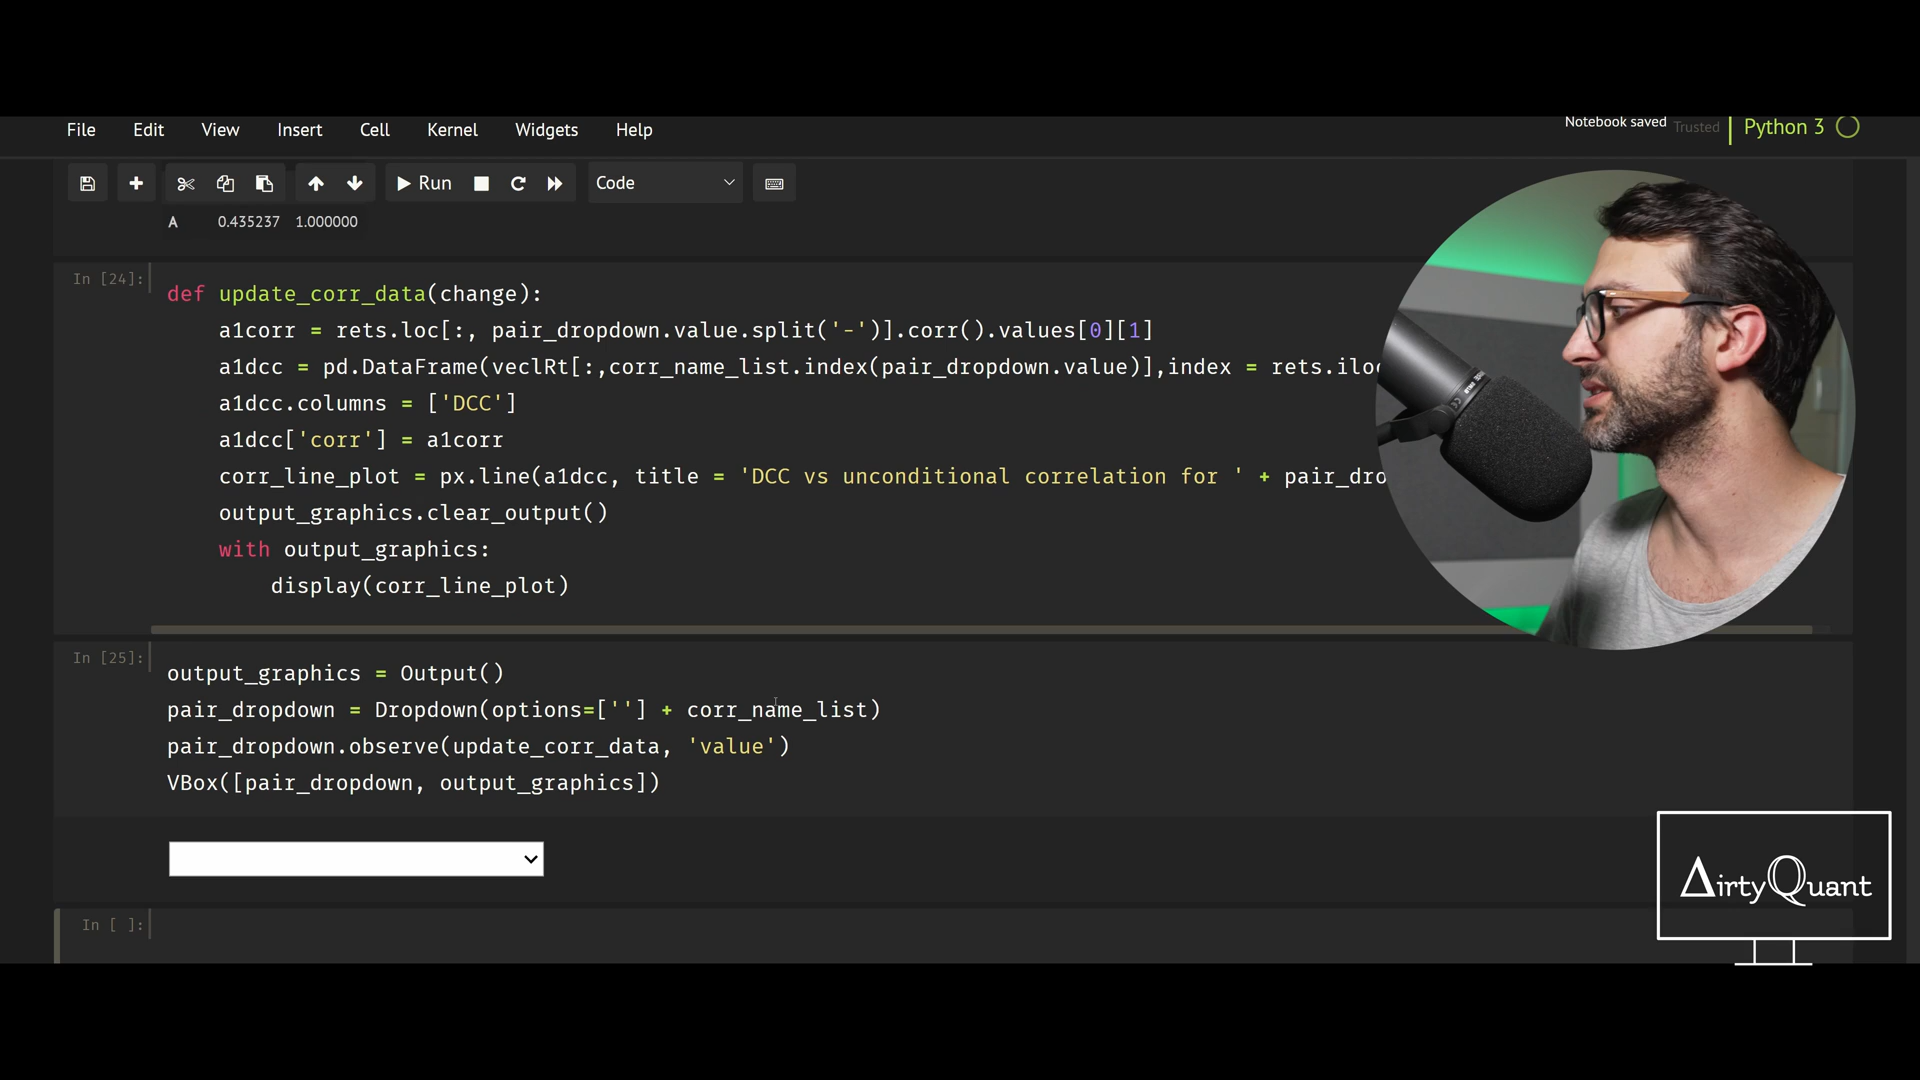 File Edit View Insert Cell Kernel Widgets Help
Notebook saved Trusted Python 3
Run Code
A 0.435237 1.000000
In [24]:
def update_corr_data(change):
    a1corr = rets.loc[:, pair_dropdown.value.split('-')].corr().values[0][1]
    a1dcc = pd.DataFrame(veclRt[:,corr_name_list.index(pair_dropdown.value)],index = rets.iloc
    a1dcc.columns = ['DCC']
    a1dcc['corr'] = a1corr
    corr_line_plot = px.line(a1dcc, title = 'DCC vs unconditional correlation for ' + pair_dro
    output_graphics.clear_output()
    with output_graphics:
        display(corr_line_plot)
In [25]:
output_graphics = Output()
pair_dropdown = Dropdown(options=[''] + corr_name_list)
pair_dropdown.observe(update_corr_data, 'value')
VBox([pair_dropdown, output_graphics])
In [ ]:
ΔirtyQuant